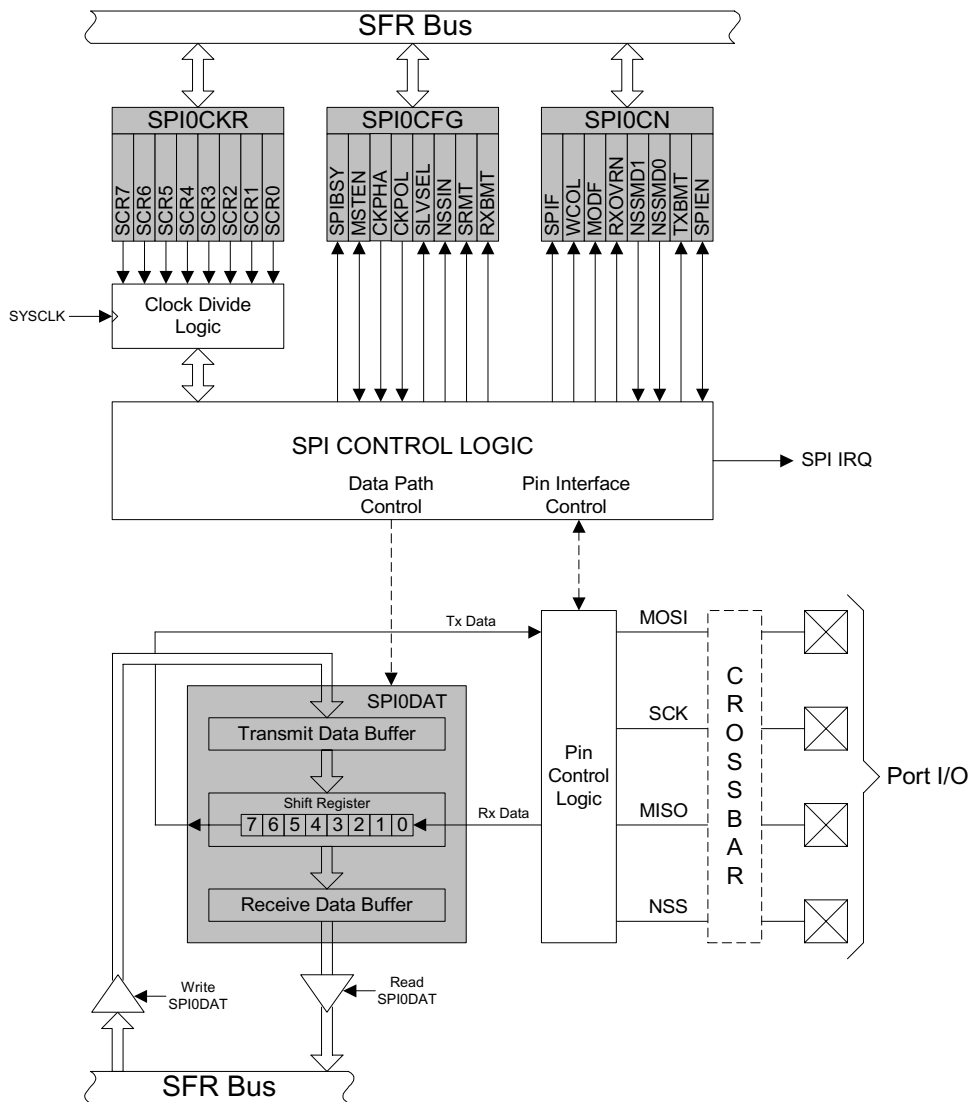 SFR Bus
SPI0CKR
SPI0CFG
SPI0CN
SCR7
SCR6
SCR5
SCR4
SCR3
SCR2
SCR1
SCR0
SPIBSY
MSTEN
CKPHA
CKPOL
SLVSEL
NSSIN
SRMT
RXBMT
SPIF
WCOL
MODF
RXOVRN
NSSMD1
NSSMD0
TXBMT
SPIEN
SYSCLK
Clock Divide
Logic
SPI CONTROL LOGIC
SPI IRQ
Data Path
Control
Pin Interface
Control
Tx Data
MOSI
SPI0DAT
Transmit Data Buffer
SCK
Shift Register
7 6 5 4 3 2 1 0
Rx Data
Pin
Control
Logic
MISO
CROSSBAR
Port I/O
Receive Data Buffer
NSS
Write
SPI0DAT
Read
SPI0DAT
SFR Bus